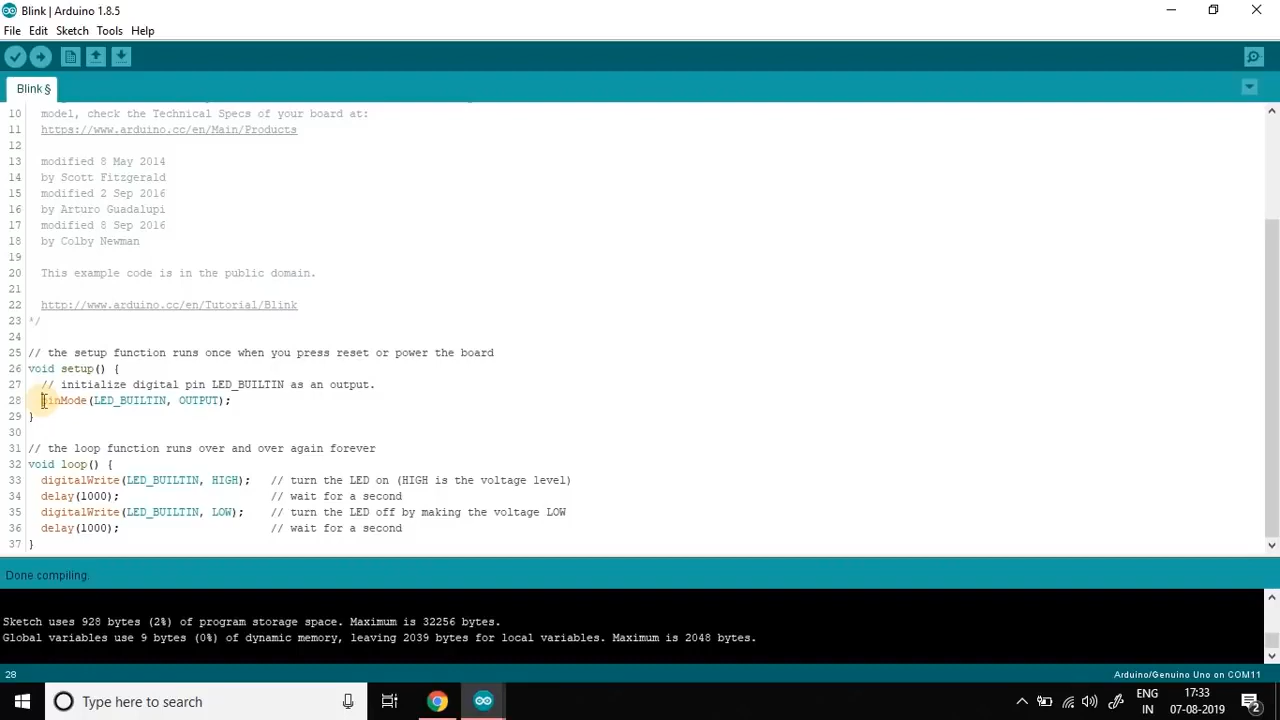 Blink | Arduino 1.8.5
File Edit Sketch Tools Help
Blink §
10 model, check the Technical Specs of your board at:
11 https://www.arduino.cc/en/Main/Products
12
13 modified 8 May 2014
14 by Scott Fitzgerald
15 modified 2 Sep 2016
16 by Arturo Guadalupi
17 modified 8 Sep 2016
18 by Colby Newman
19
20 This example code is in the public domain.
21
22 http://www.arduino.cc/en/Tutorial/Blink
23 */
24
25 // the setup function runs once when you press reset or power the board
26 void setup() {
27 // initialize digital pin LED_BUILTIN as an output.
28 pinMode(LED_BUILTIN, OUTPUT);
29 }
30
31 // the loop function runs over and over again forever
32 void loop() {
33 digitalWrite(LED_BUILTIN, HIGH); // turn the LED on (HIGH is the voltage level)
34 delay(1000); // wait for a second
35 digitalWrite(LED_BUILTIN, LOW); // turn the LED off by making the voltage LOW
36 delay(1000); // wait for a second
37 }
Done compiling.
Sketch uses 928 bytes (2%) of program storage space. Maximum is 32256 bytes.
Global variables use 9 bytes (0%) of dynamic memory, leaving 2039 bytes for local variables. Maximum is 2048 bytes.
28 Arduino/Genuino Uno on COM11
Type here to search
ENG 17:33
IN 07-08-2019 2